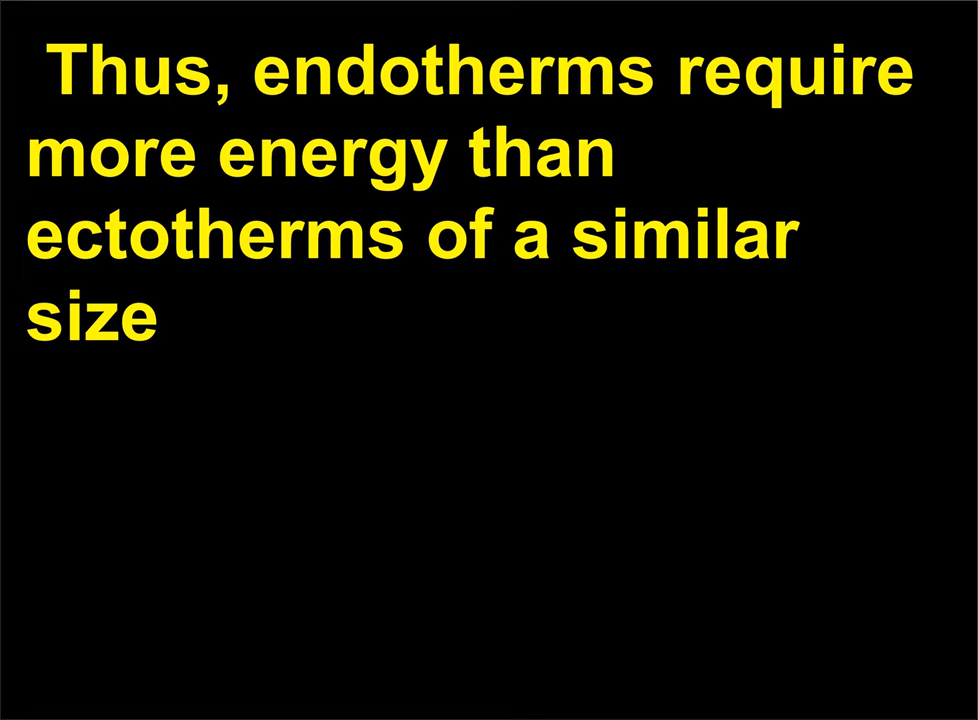 Thus, endotherms require
more energy than
ectotherms of a similar
size